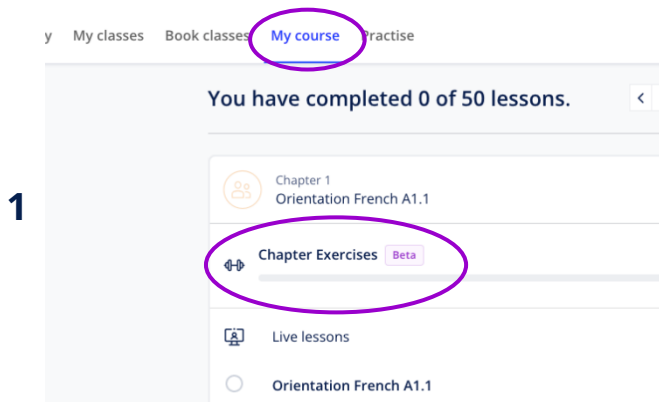 y My classes Book classes My course Practise
You have completed 0 of 50 lessons.
Chapter 1
Orientation French A1.1
1
Chapter Exercises Beta
Live lessons
Orientation French A1.1